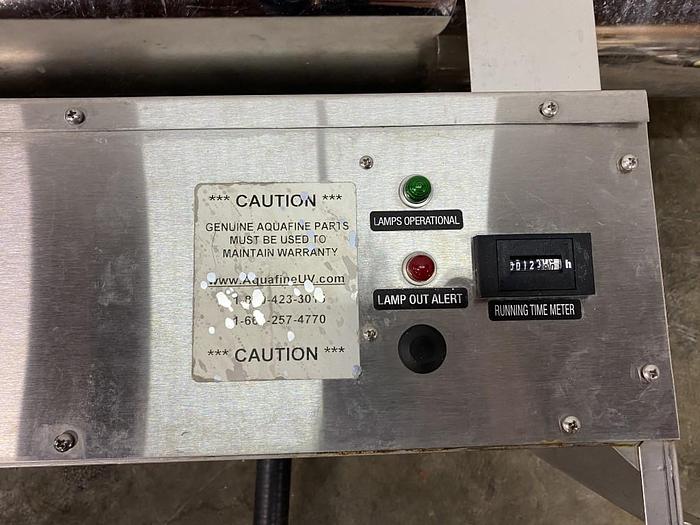 *** CAUTION ***
GENUINE AQUAFINE PARTS
MUST BE USED TO
MAINTAIN WARRANTY
www.AquafineUV.com
*** CAUTION ***
LAMPS OPERATIONAL
LAMP OUT ALERT
h
RUNNING TIME METER